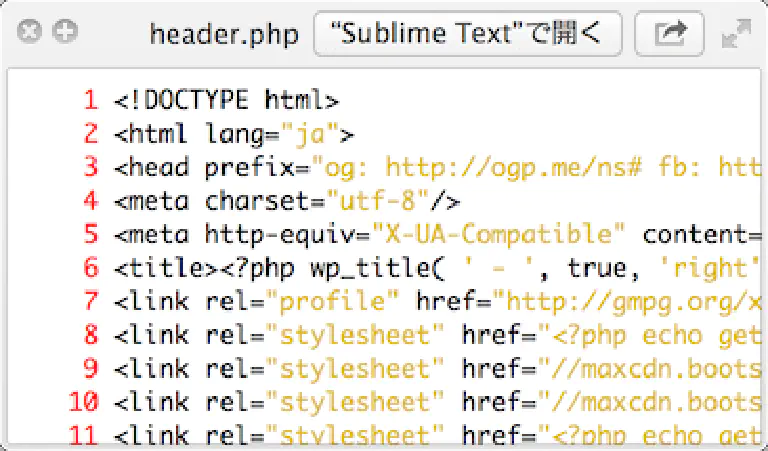 header.php “Sublime Text”で開く
1 <!DOCTYPE html>
2 <html lang="ja">
3 <head prefix="og: http://ogp.me/ns# fb: htt
4 <meta charset="utf-8"/>
5 <meta http-equiv="X-UA-Compatible" content=
6 <title><?php wp_title( ' - ', true, 'right'
7 <link rel="profile" href="http://gmpg.org/x
8 <link rel="stylesheet" href="<?php echo get
9 <link rel="stylesheet" href="//maxcdn.boots
10 <link rel="stylesheet" href="//maxcdn.boots
11 <link rel="stylesheet" href="<?php echo get